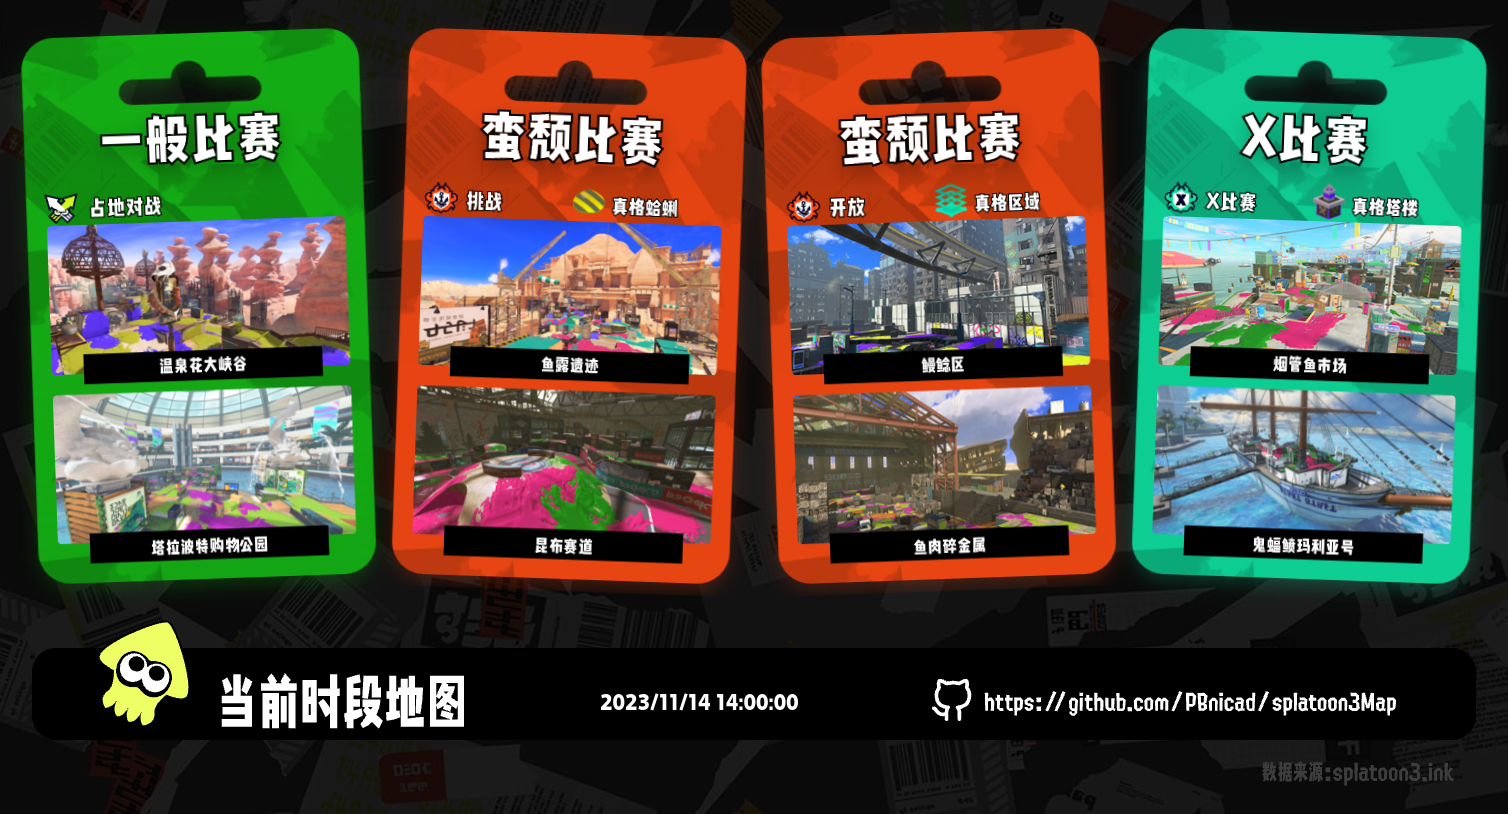 一般比赛
占地对战
温泉花大峡谷
塔拉波特购物公园
蛮颓比赛
挑战
真格蛤蜊
鱼露遗迹
昆布赛道
蛮颓比赛
开放
真格区域
鳗鲶区
鱼肉碎金属
X比赛
X比赛
真格塔楼
烟管鱼市场
鬼蝠鲼玛利亚号
当前时段地图
2023/11/14 14:00:00
https://github.com/PBnicad/splatoon3Map
数据来源:splatoon3.ink